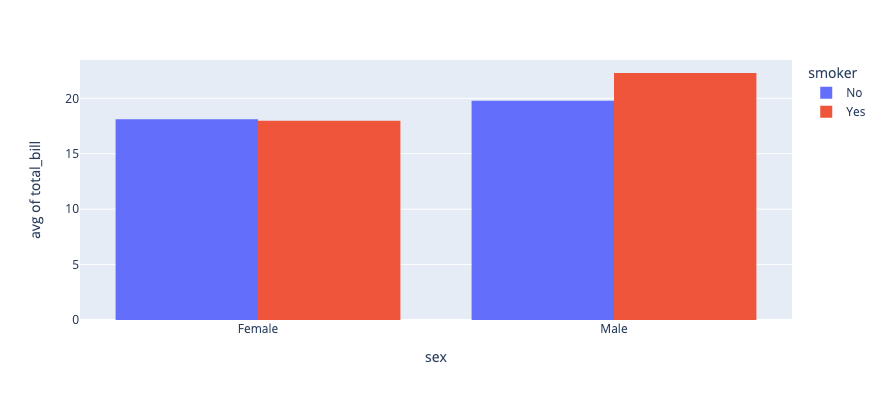 smoker
No
Yes
avg of total_bill
20
15
10
5
0
Female
Male
sex